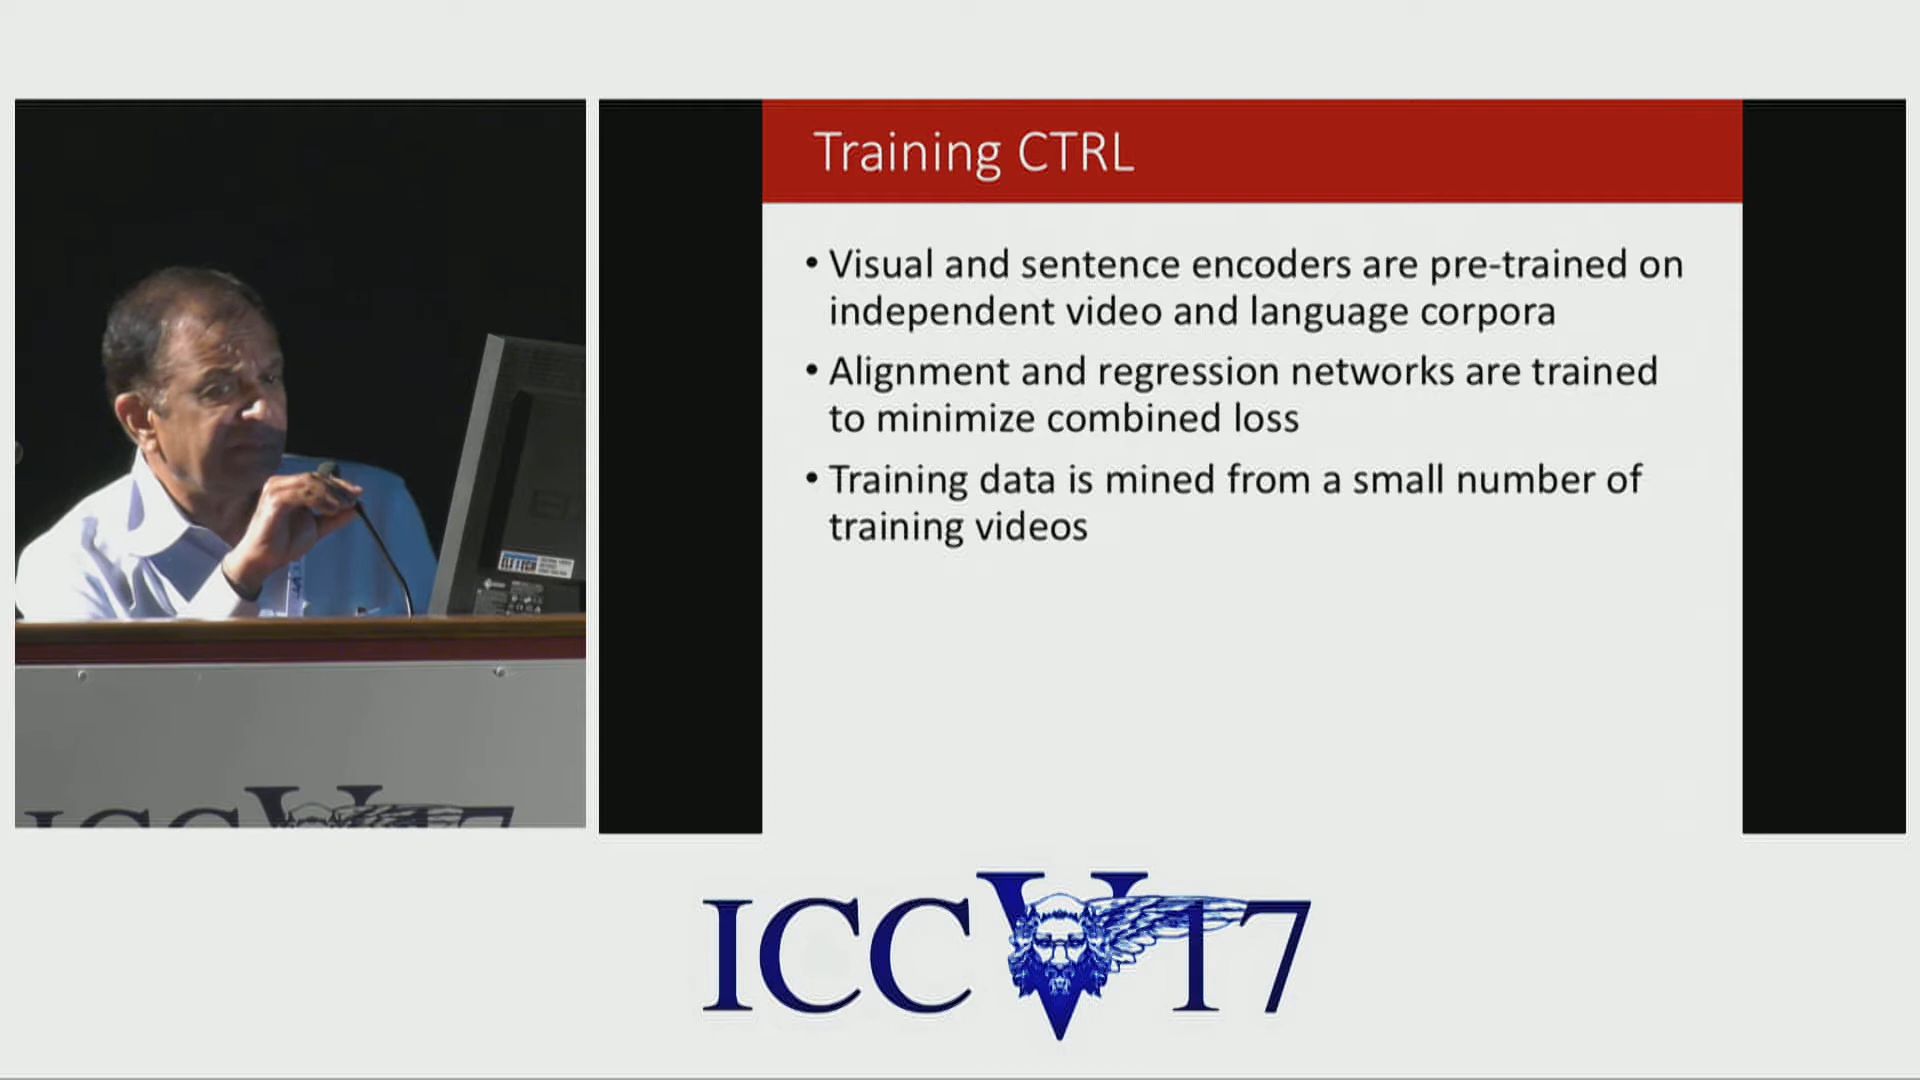 Training CTRL
• Visual and sentence encoders are pre-trained on
independent video and language corpora
• Alignment and regression networks are trained
to minimize combined loss
• Training data is mined from a small number of
training videos
ICCV17
ICCV17